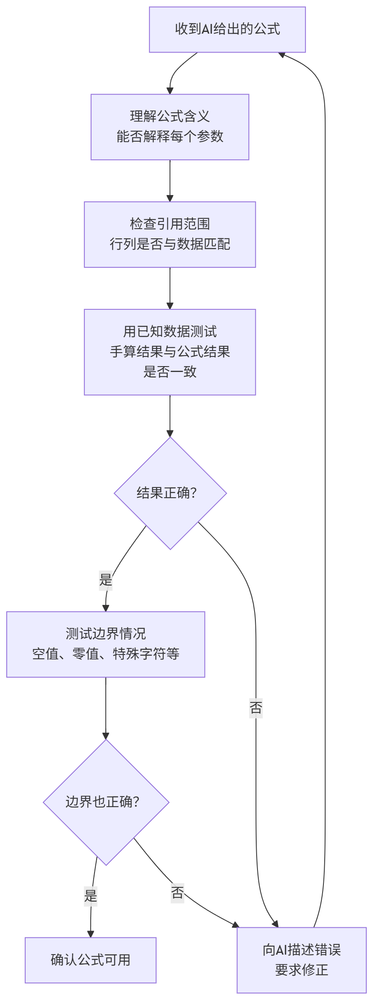 收到AI给出的公式
理解公式含义
能否解释每个参数
检查引用范围
行列是否与数据匹配
用已知数据测试
手算结果与公式结果
是否一致
结果正确?
是
测试边界情况
空值、零值、特殊字符等
否
边界也正确?
是
否
确认公式可用
向AI描述错误
要求修正